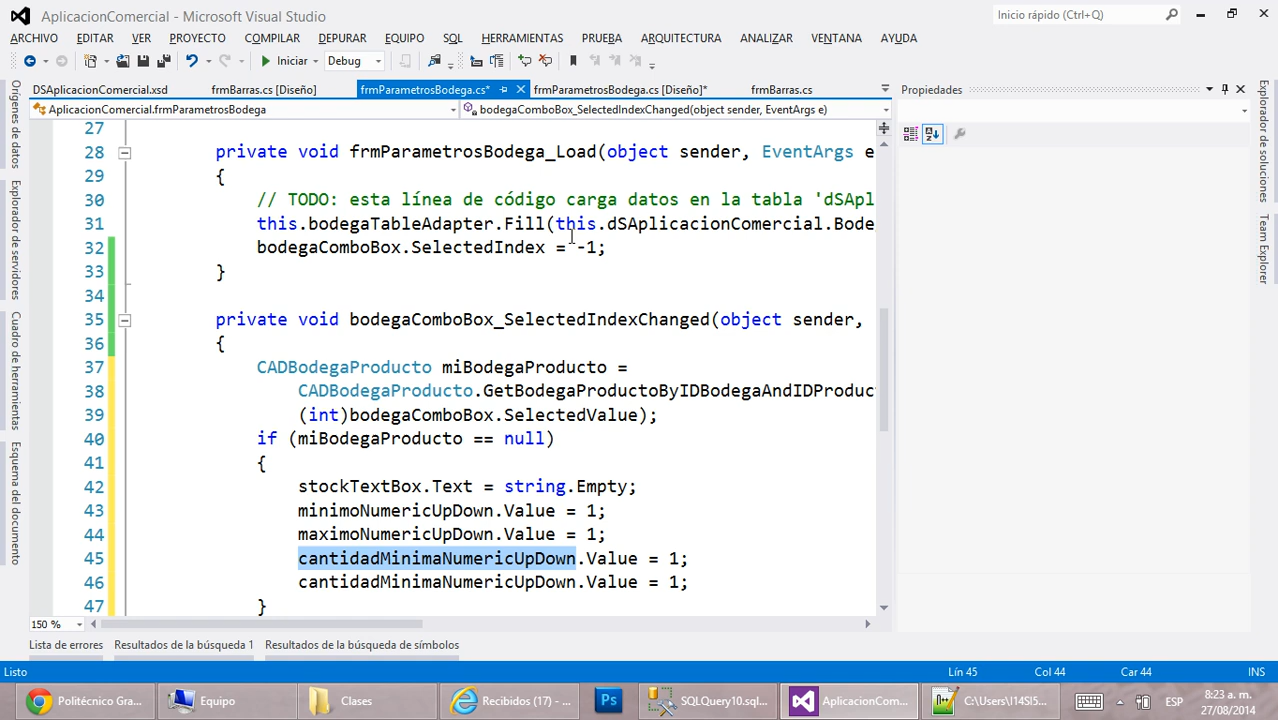 AplicacionComercial - Microsoft Visual Studio
Inicio rápido (Ctrl+Q)
ARCHIVO EDITAR VER PROYECTO COMPILAR DEPURAR EQUIPO SQL HERRAMIENTAS PRUEBA ARQUITECTURA ANALIZAR VENTANA AYUDA
Iniciar Debug
DSAplicacionComercial.xsd frmBarras.cs [Diseño] frmParametrosBodega.cs* frmParametrosBodega.cs [Diseño]* frmBarras.cs
Propiedades
AplicacionComercial.frmParametrosBodega bodegaComboBox_SelectedIndexChanged(object sender, EventArgs e)
27
28 private void frmParametrosBodega_Load(object sender, EventArgs e
29 {
30 // TODO: esta línea de código carga datos en la tabla 'dSApl
31 this.bodegaTableAdapter.Fill(this.dSAplicacionComercial.Bode
32 bodegaComboBox.SelectedIndex = -1;
33 }
34
35 private void bodegaComboBox_SelectedIndexChanged(object sender,
36 {
37 CADBodegaProducto miBodegaProducto =
38 CADBodegaProducto.GetBodegaProductoByIDBodegaAndIDProduct
39 (int)bodegaComboBox.SelectedValue);
40 if (miBodegaProducto == null)
41 {
42 stockTextBox.Text = string.Empty;
43 minimoNumericUpDown.Value = 1;
44 maximoNumericUpDown.Value = 1;
45 cantidadMinimaNumericUpDown.Value = 1;
46 cantidadMinimaNumericUpDown.Value = 1;
47 }
Orígenes de datos
Explorador de servidores
Cuadro de herramientas
Esquema del documento
Explorador de soluciones
Team Explorer
150 %
Lista de errores Resultados de la búsqueda 1 Resultados de la búsqueda de símbolos
Listo Lín 45 Col 44 Car 44 INS
Politécnico Gra... Equipo Clases Recibidos (17) - ... Ps SQLQuery10.sql... AplicacionCom... C:\Users\I14SI5... ESP 8:23 a. m.
27/08/2014